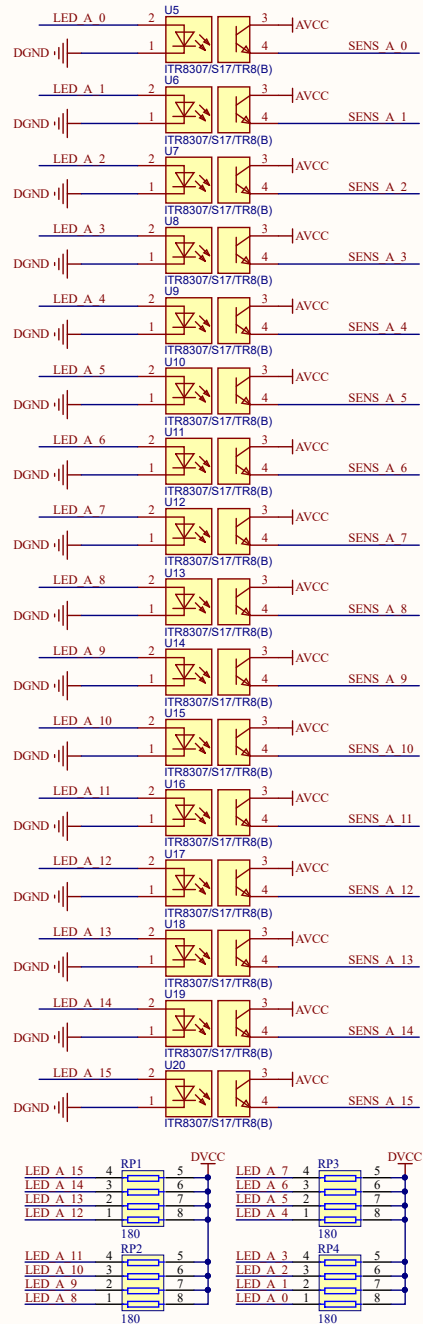 U5
LED_A_0 2 3 AVCC
DGND 1 4 SENS_A_0
ITR8307/S17/TR8(B)
U6
LED_A_1 2 3 AVCC
DGND 1 4 SENS_A_1
ITR8307/S17/TR8(B)
U7
LED_A_2 2 3 AVCC
DGND 1 4 SENS_A_2
ITR8307/S17/TR8(B)
U8
LED_A_3 2 3 AVCC
DGND 1 4 SENS_A_3
ITR8307/S17/TR8(B)
U9
LED_A_4 2 3 AVCC
DGND 1 4 SENS_A_4
ITR8307/S17/TR8(B)
U10
LED_A_5 2 3 AVCC
DGND 1 4 SENS_A_5
ITR8307/S17/TR8(B)
U11
LED_A_6 2 3 AVCC
DGND 1 4 SENS_A_6
ITR8307/S17/TR8(B)
U12
LED_A_7 2 3 AVCC
DGND 1 4 SENS_A_7
ITR8307/S17/TR8(B)
U13
LED_A_8 2 3 AVCC
DGND 1 4 SENS_A_8
ITR8307/S17/TR8(B)
U14
LED_A_9 2 3 AVCC
DGND 1 4 SENS_A_9
ITR8307/S17/TR8(B)
U15
LED_A_10 2 3 AVCC
DGND 1 4 SENS_A_10
ITR8307/S17/TR8(B)
U16
LED_A_11 2 3 AVCC
DGND 1 4 SENS_A_11
ITR8307/S17/TR8(B)
U17
LED_A_12 2 3 AVCC
DGND 1 4 SENS_A_12
ITR8307/S17/TR8(B)
U18
LED_A_13 2 3 AVCC
DGND 1 4 SENS_A_13
ITR8307/S17/TR8(B)
U19
LED_A_14 2 3 AVCC
DGND 1 4 SENS_A_14
ITR8307/S17/TR8(B)
U20
LED_A_15 2 3 AVCC
DGND 1 4 SENS_A_15
ITR8307/S17/TR8(B)
RP1 DVCC
LED_A_15 4 5
LED_A_14 3 6
LED_A_13 2 7
LED_A_12 1 8
180
RP2
LED_A_11 4 5
LED_A_10 3 6
LED_A_9 2 7
LED_A_8 1 8
180
RP3 DVCC
LED_A_7 4 5
LED_A_6 3 6
LED_A_5 2 7
LED_A_4 1 8
180
RP4
LED_A_3 4 5
LED_A_2 3 6
LED_A_1 2 7
LED_A_0 1 8
180